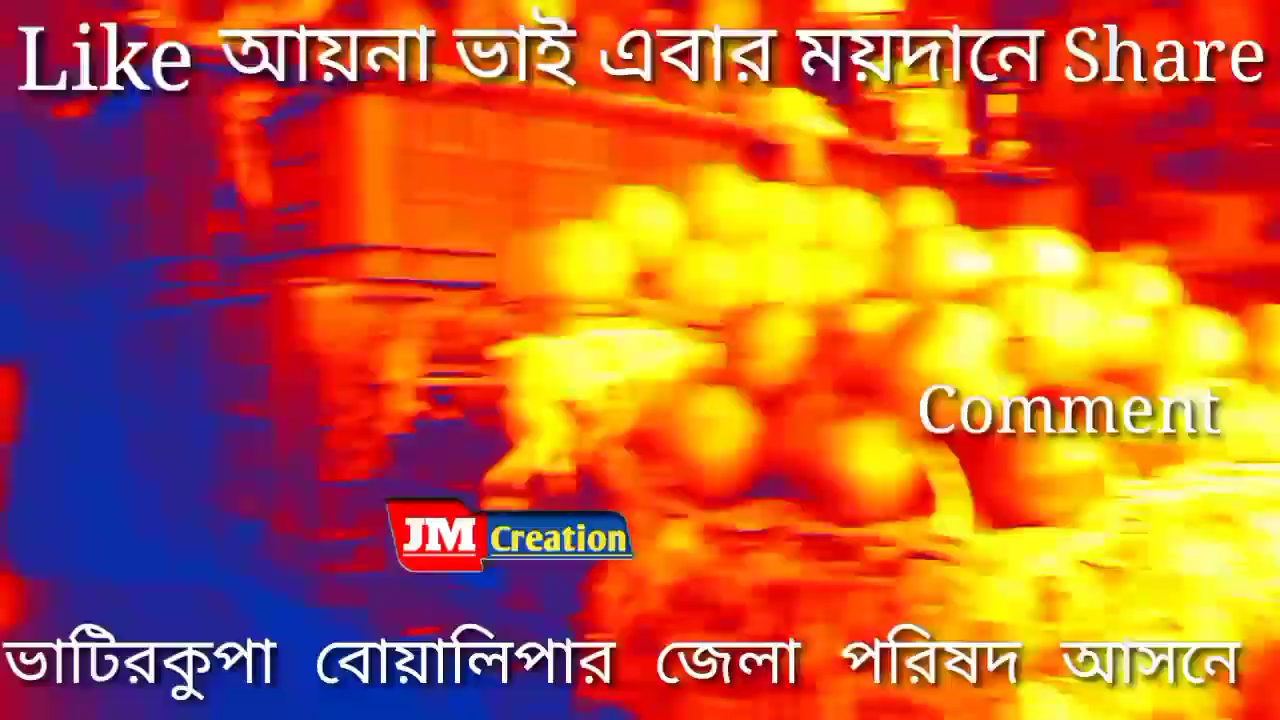 Like আয়না ভাই এবার ময়দানে Share
Comment
JM Creation
ভাটিরকুপা বোয়ালিপার জেলা পরিষদ আসনে